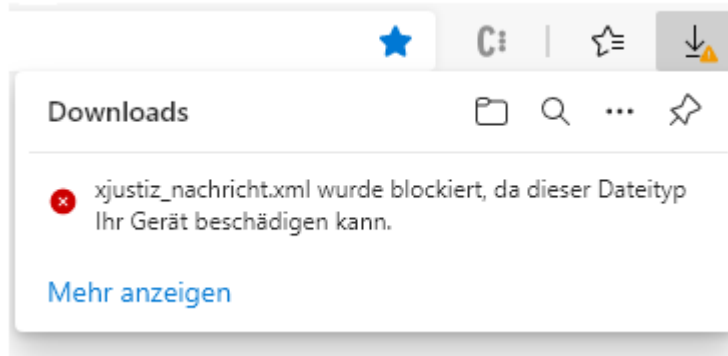 Downloads
xjustiz_nachricht.xml wurde blockiert, da dieser Dateityp
Ihr Gerät beschädigen kann.
Mehr anzeigen